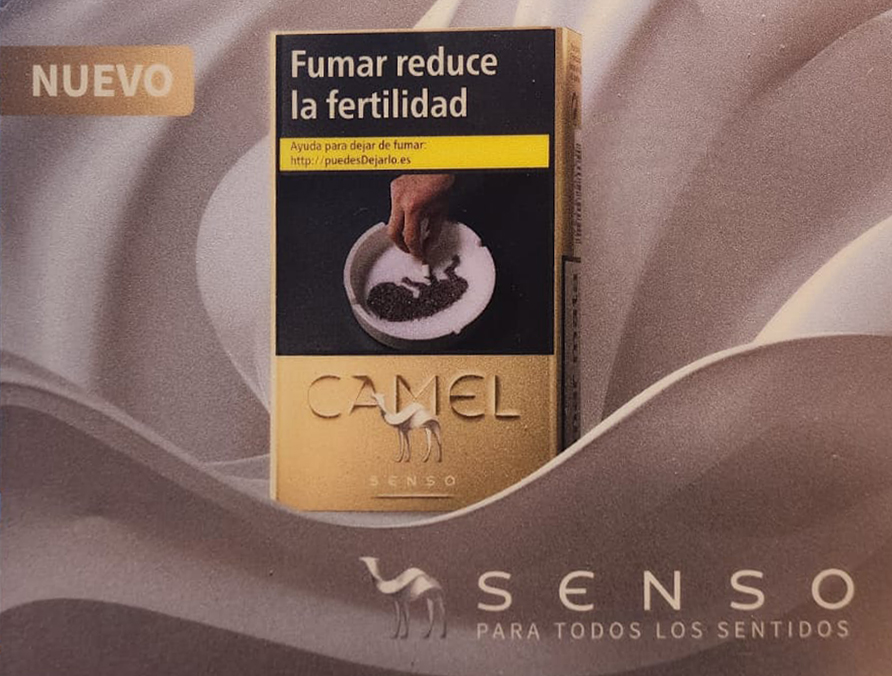 NUEVO
Fumar reduce
la fertilidad
Ayuda para dejar de fumar:
http://puedesDejarlo.es
CAMEL
SENSO
SENSO
PARA TODOS LOS SENTIDOS